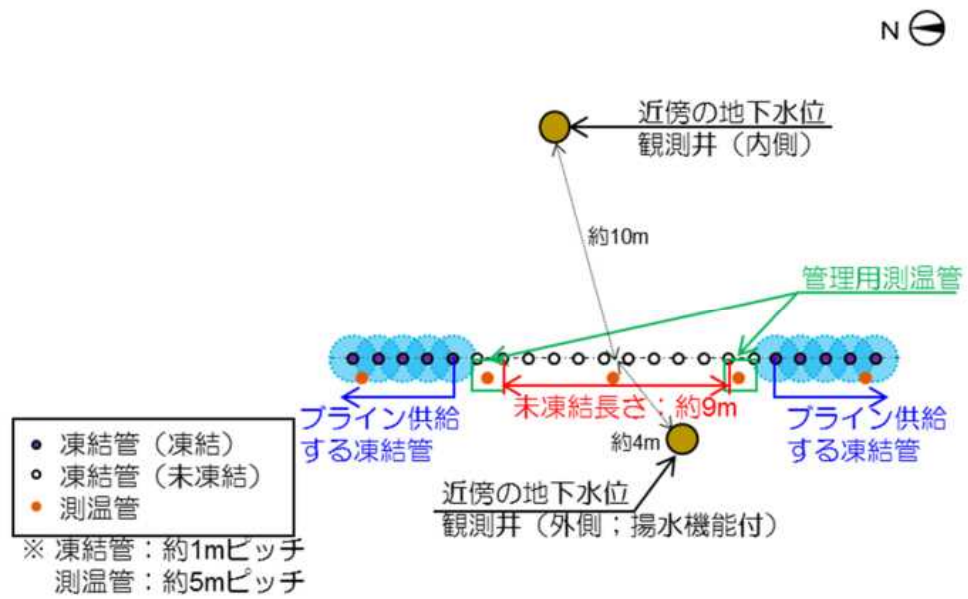 N
近傍の地下水位
観測井（内側）
約10m
管理用測温管
未凍結長さ：約9m
ブライン供給
する凍結管
ブライン供給
する凍結管
約4m
近傍の地下水位
観測井（外側；揚水機能付）
凍結管（凍結）
凍結管（未凍結）
測温管
※ 凍結管：約1mピッチ
測温管：約5mピッチ